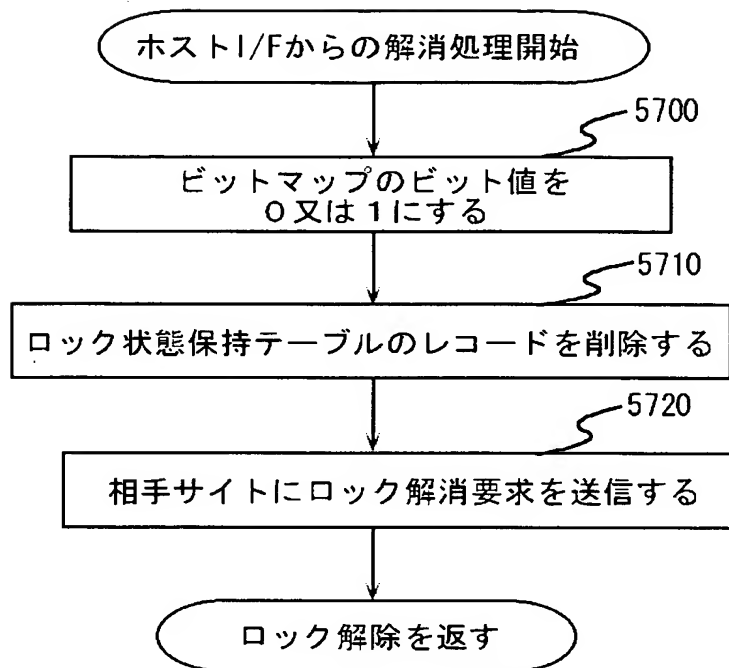 ホストI/Fからの解消処理開始
5700
ビットマップのビット値を
0又は1にする
5710
ロック状態保持テーブルのレコードを削除する
5720
相手サイトにロック解消要求を送信する
ロック解除を返す